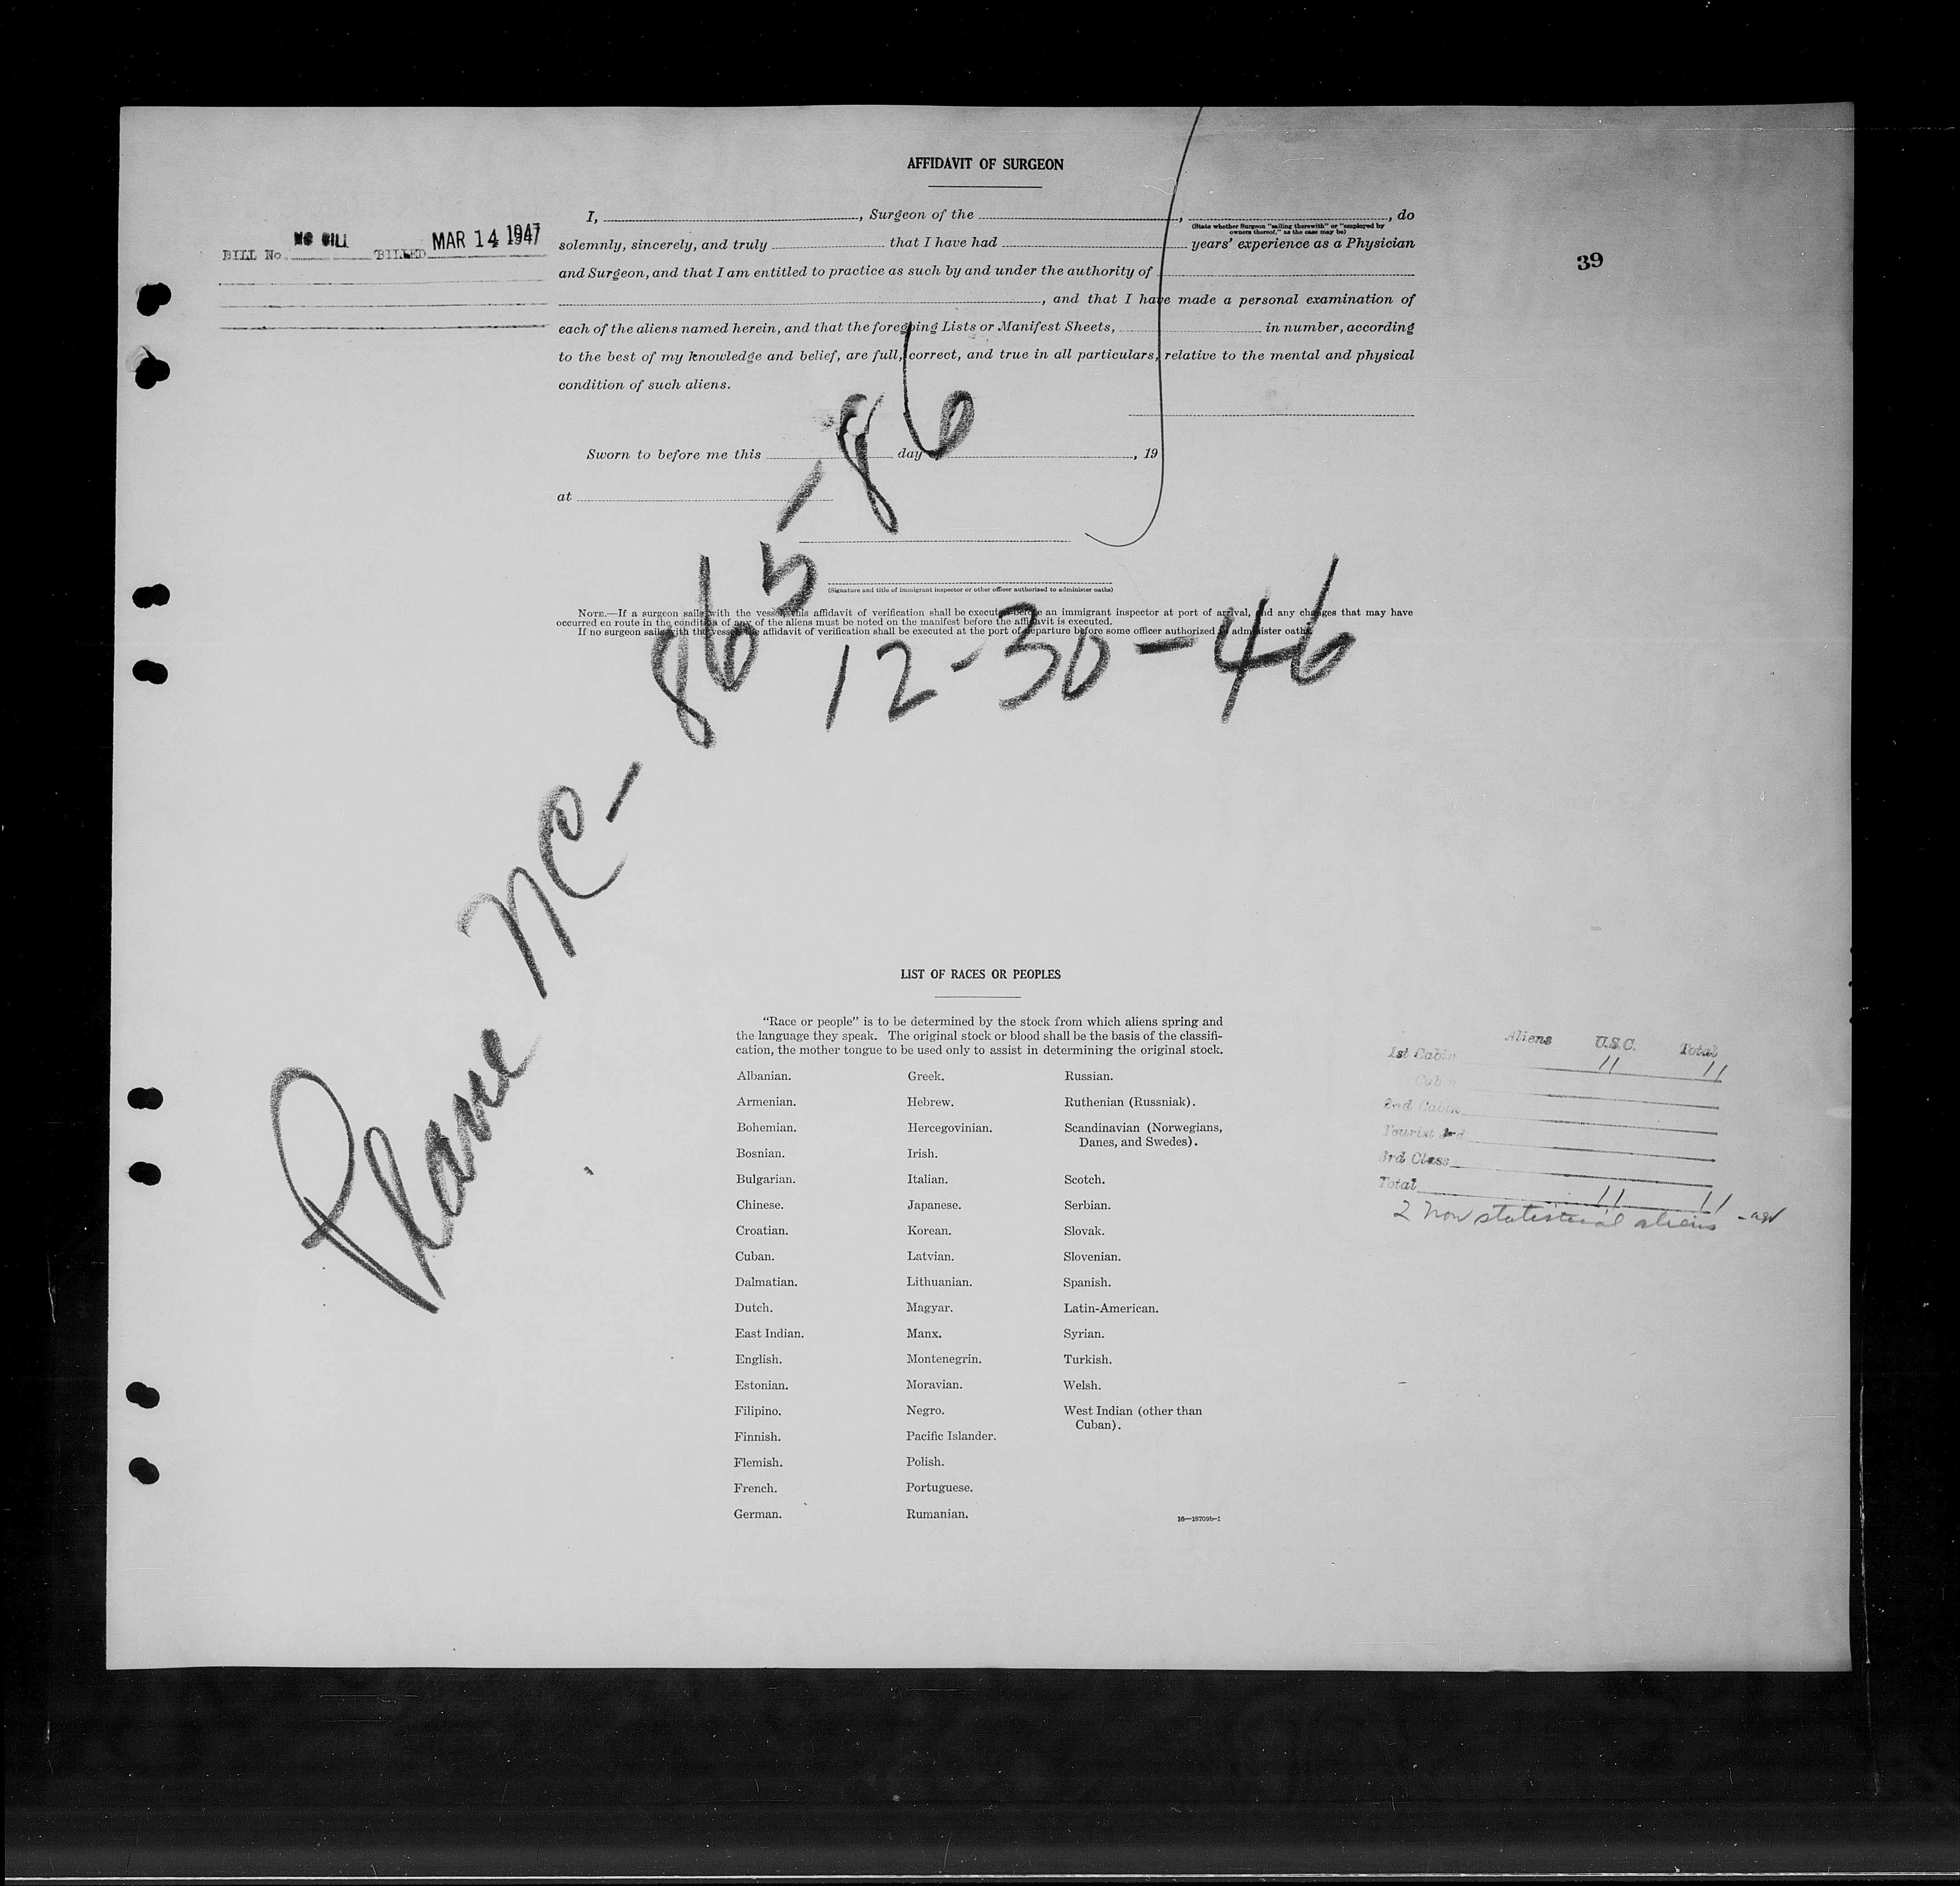 AFFIDAVIT OF SURGEON
I, , Surgeon of the , , do
(State whether Surgeon "sailing therewith" or "employed by
owners thereof," as the case may be)
solemnly, sincerely, and truly that I have had years' experience as a Physician
and Surgeon, and that I am entitled to practice as such by and under the authority of
, and that I have made a personal examination of
each of the aliens named herein, and that the foregoing Lists or Manifest Sheets, in number, according
to the best of my knowledge and belief, are full, correct, and true in all particulars, relative to the mental and physical
condition of such aliens.
BILL No. NO BILL BILLED MAR 14 1947
39
Sworn to before me this day of , 19
at
(Signature and title of immigrant inspector or other officer authorized to administer oaths)
NOTE.—If a surgeon sails with the vessel, this affidavit of verification shall be executed before an immigrant inspector at port of arrival, and any changes that may have
occurred en route in the condition of any of the aliens must be noted on the manifest before the affidavit is executed.
If no surgeon sails with the vessel, the affidavit of verification shall be executed at the port of departure before some officer authorized to administer oaths.
Plane NC- 865-86
12-30-46
LIST OF RACES OR PEOPLES
"Race or people" is to be determined by the stock from which aliens spring and
the language they speak. The original stock or blood shall be the basis of the classifi-
cation, the mother tongue to be used only to assist in determining the original stock.
Albanian.
Armenian.
Bohemian.
Bosnian.
Bulgarian.
Chinese.
Croatian.
Cuban.
Dalmatian.
Dutch.
East Indian.
English.
Estonian.
Filipino.
Finnish.
Flemish.
French.
German.
Greek.
Hebrew.
Hercegovinian.
Irish.
Italian.
Japanese.
Korean.
Latvian.
Lithuanian.
Magyar.
Manx.
Montenegrin.
Moravian.
Negro.
Pacific Islander.
Polish.
Portuguese.
Rumanian.
Russian.
Ruthenian (Russniak).
Scandinavian (Norwegians,
Danes, and Swedes).
Scotch.
Serbian.
Slovak.
Slovenian.
Spanish.
Latin-American.
Syrian.
Turkish.
Welsh.
West Indian (other than
Cuban).
16—18709b-1
Aliens U.S.C. Total
1st Cabin 11 11
Cabin
2nd Cabin
Tourist 3rd
3rd Class
Total 11 11
2 Non statistical aliens